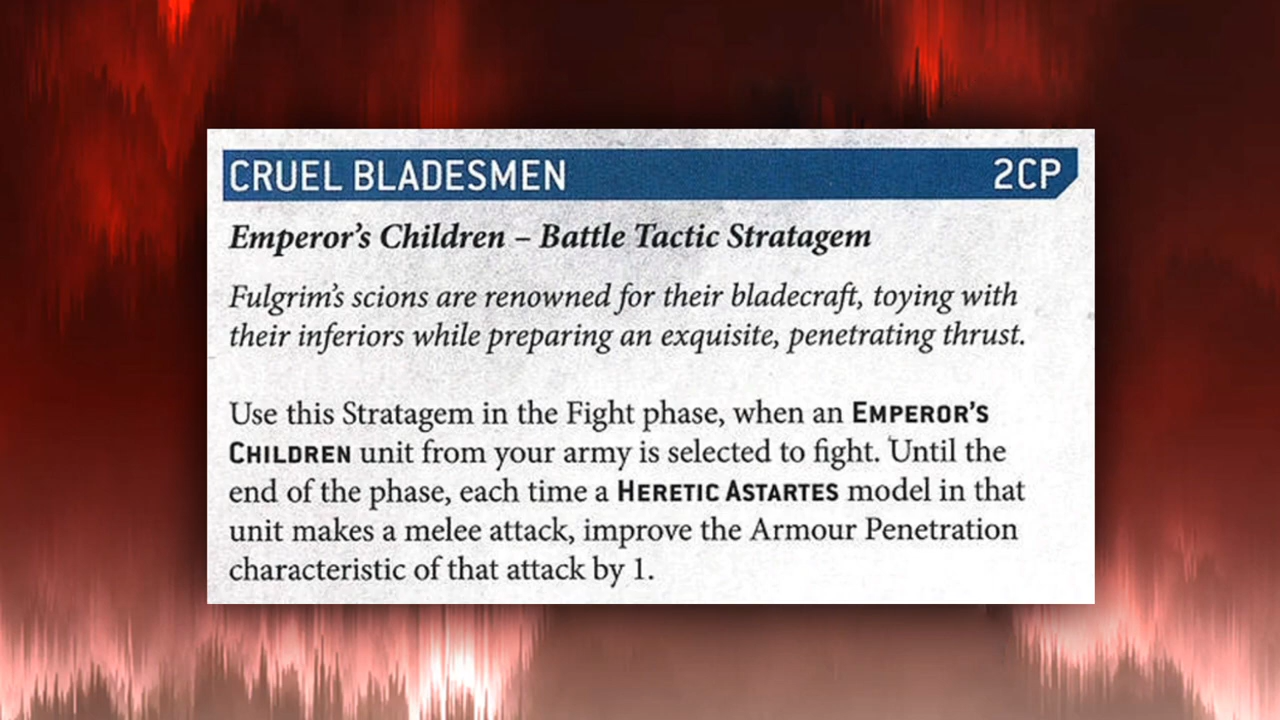 CRUEL BLADESMEN 2CP
Emperor's Children – Battle Tactic Stratagem
Fulgrim's scions are renowned for their bladecraft, toying with
their inferiors while preparing an exquisite, penetrating thrust.
Use this Stratagem in the Fight phase, when an EMPEROR'S
CHILDREN unit from your army is selected to fight. Until the
end of the phase, each time a HERETIC ASTARTES model in that
unit makes a melee attack, improve the Armour Penetration
characteristic of that attack by 1.